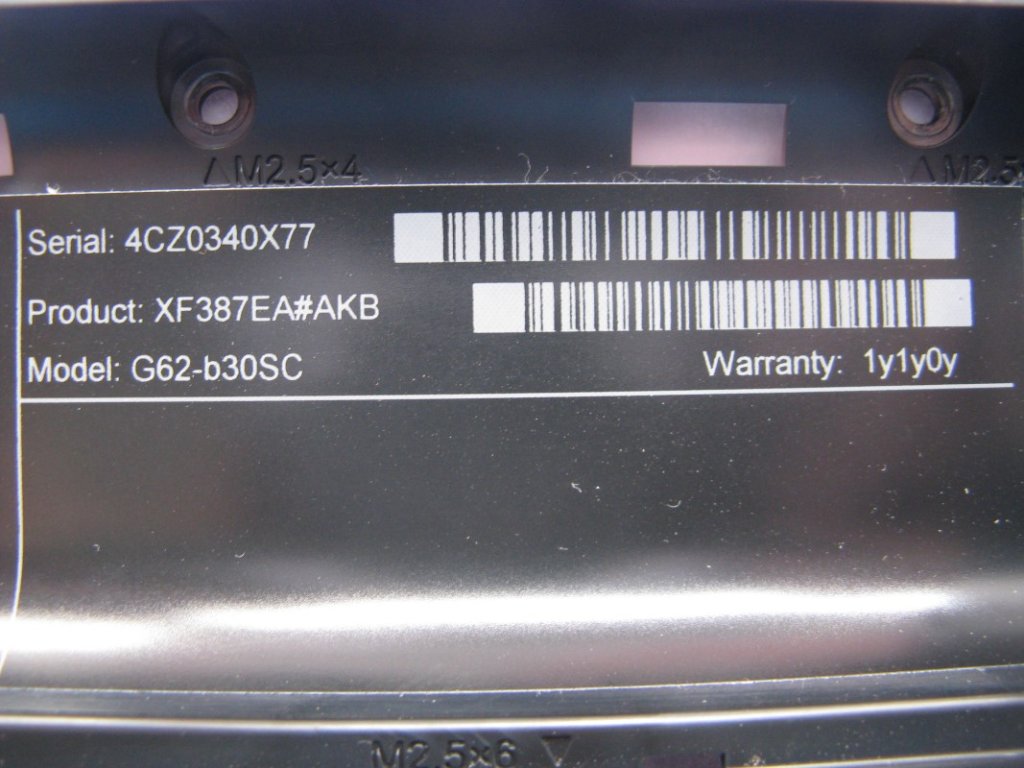 △M2.5×4
△M2.5
Serial: 4CZ0340X77
Product: XF387EA#AKB
Model: G62-b30SC
Warranty: 1y1y0y
M2.5×6 ▽